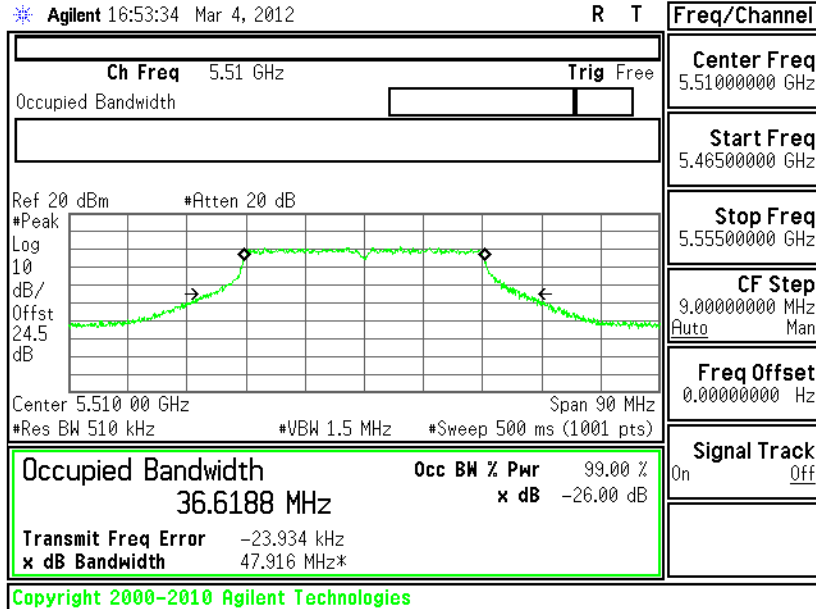 Agilent 16:53:34 Mar 4, 2012 R T
Freq/Channel
Ch Freq 5.51 GHz Trig Free
Occupied Bandwidth
Center Freq
5.51000000 GHz
Start Freq
5.46500000 GHz
Stop Freq
5.55500000 GHz
CF Step
9.00000000 MHz
Auto Man
Freq Offset
0.00000000 Hz
Signal Track
On Off
Ref 20 dBm #Atten 20 dB
#Peak
Log
10
dB/
Offst
24.5
dB
Center 5.510 00 GHz Span 90 MHz
#Res BW 510 kHz #VBW 1.5 MHz #Sweep 500 ms (1001 pts)
Occupied Bandwidth Occ BW % Pwr 99.00 %
36.6188 MHz x dB -26.00 dB
Transmit Freq Error -23.934 kHz
x dB Bandwidth 47.916 MHz*
Copyright 2000-2010 Agilent Technologies